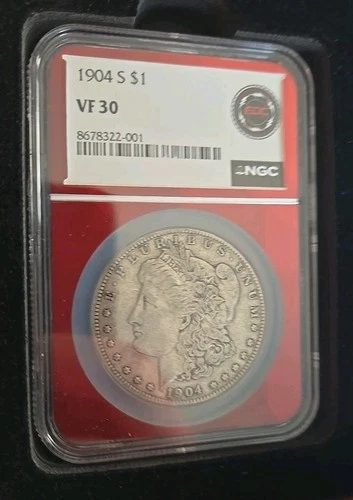 1904 S $1
VF 30
8678322-001
NGC
E · PLURIBUS · UNUM
1904